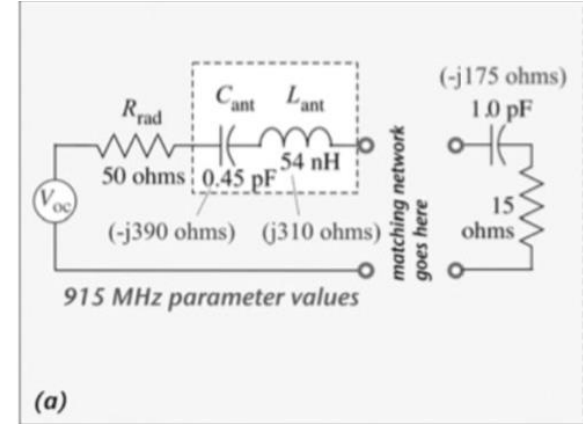 (-j175 ohms)
C_ant L_ant
R_rad
1.0 pF
50 ohms
0.45 pF
54 nH
V_oc
15
ohms
(-j390 ohms)
(j310 ohms)
matching network
goes here
915 MHz parameter values
(a)